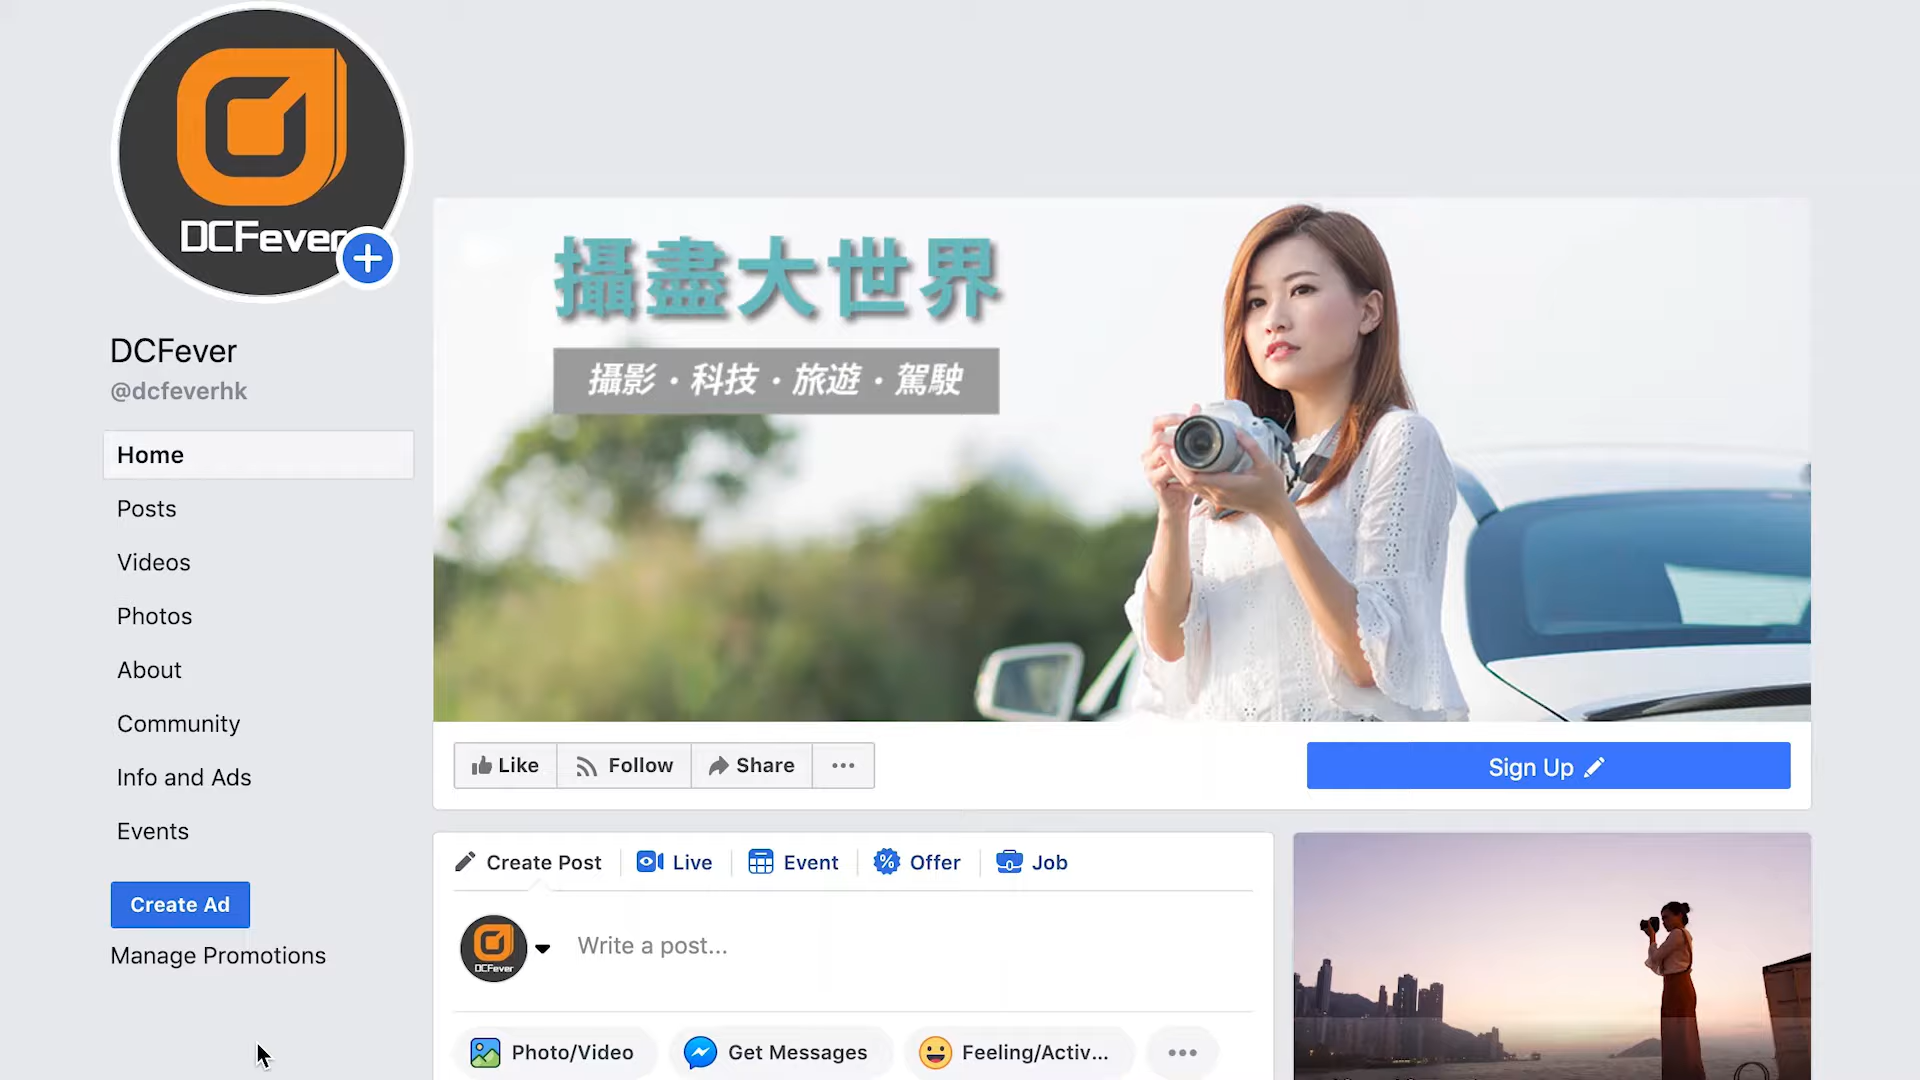 DCFever
DCFever
@dcfeverhk
Home
Posts
Videos
Photos
About
Community
Info and Ads
Events
Create Ad
Manage Promotions
攝盡大世界
攝影・科技・旅遊・駕駛
Like
Follow
Share
Sign Up
Create Post
Live
Event
Offer
Job
DCFever
Write a post...
Photo/Video
Get Messages
Feeling/Activ...